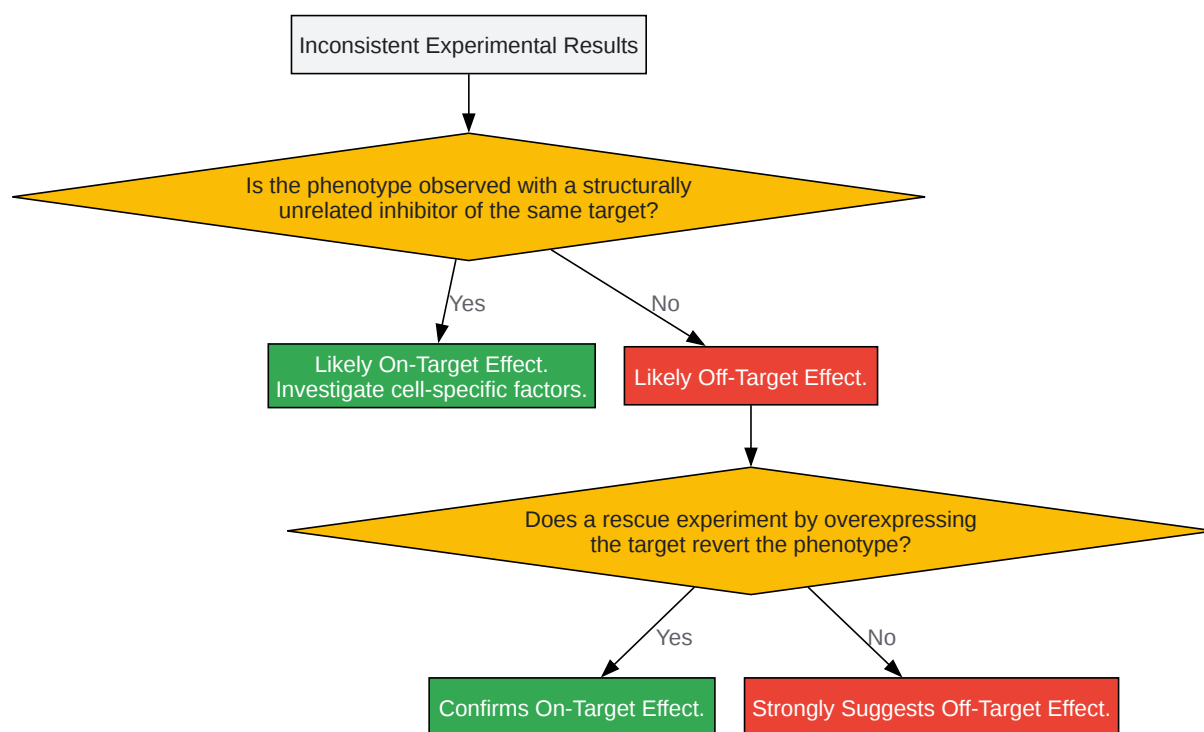 Inconsistent Experimental Results
Is the phenotype observed with a structurally
unrelated inhibitor of the same target?
Yes
No
Likely On-Target Effect.
Investigate cell-specific factors.
Likely Off-Target Effect.
Does a rescue experiment by overexpressing
the target revert the phenotype?
Yes
No
Confirms On-Target Effect.
Strongly Suggests Off-Target Effect.